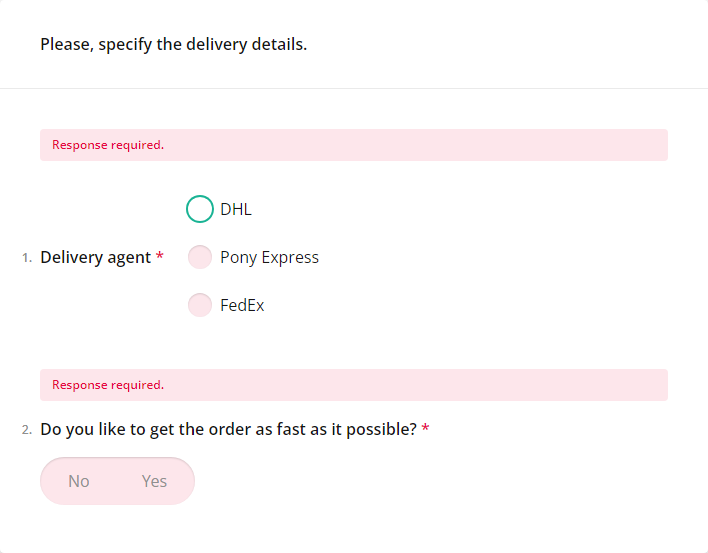 Please, specify the delivery details.
Response required.
DHL
1. Delivery agent *
Pony Express
FedEx
Response required.
2. Do you like to get the order as fast as it possible? *
No Yes